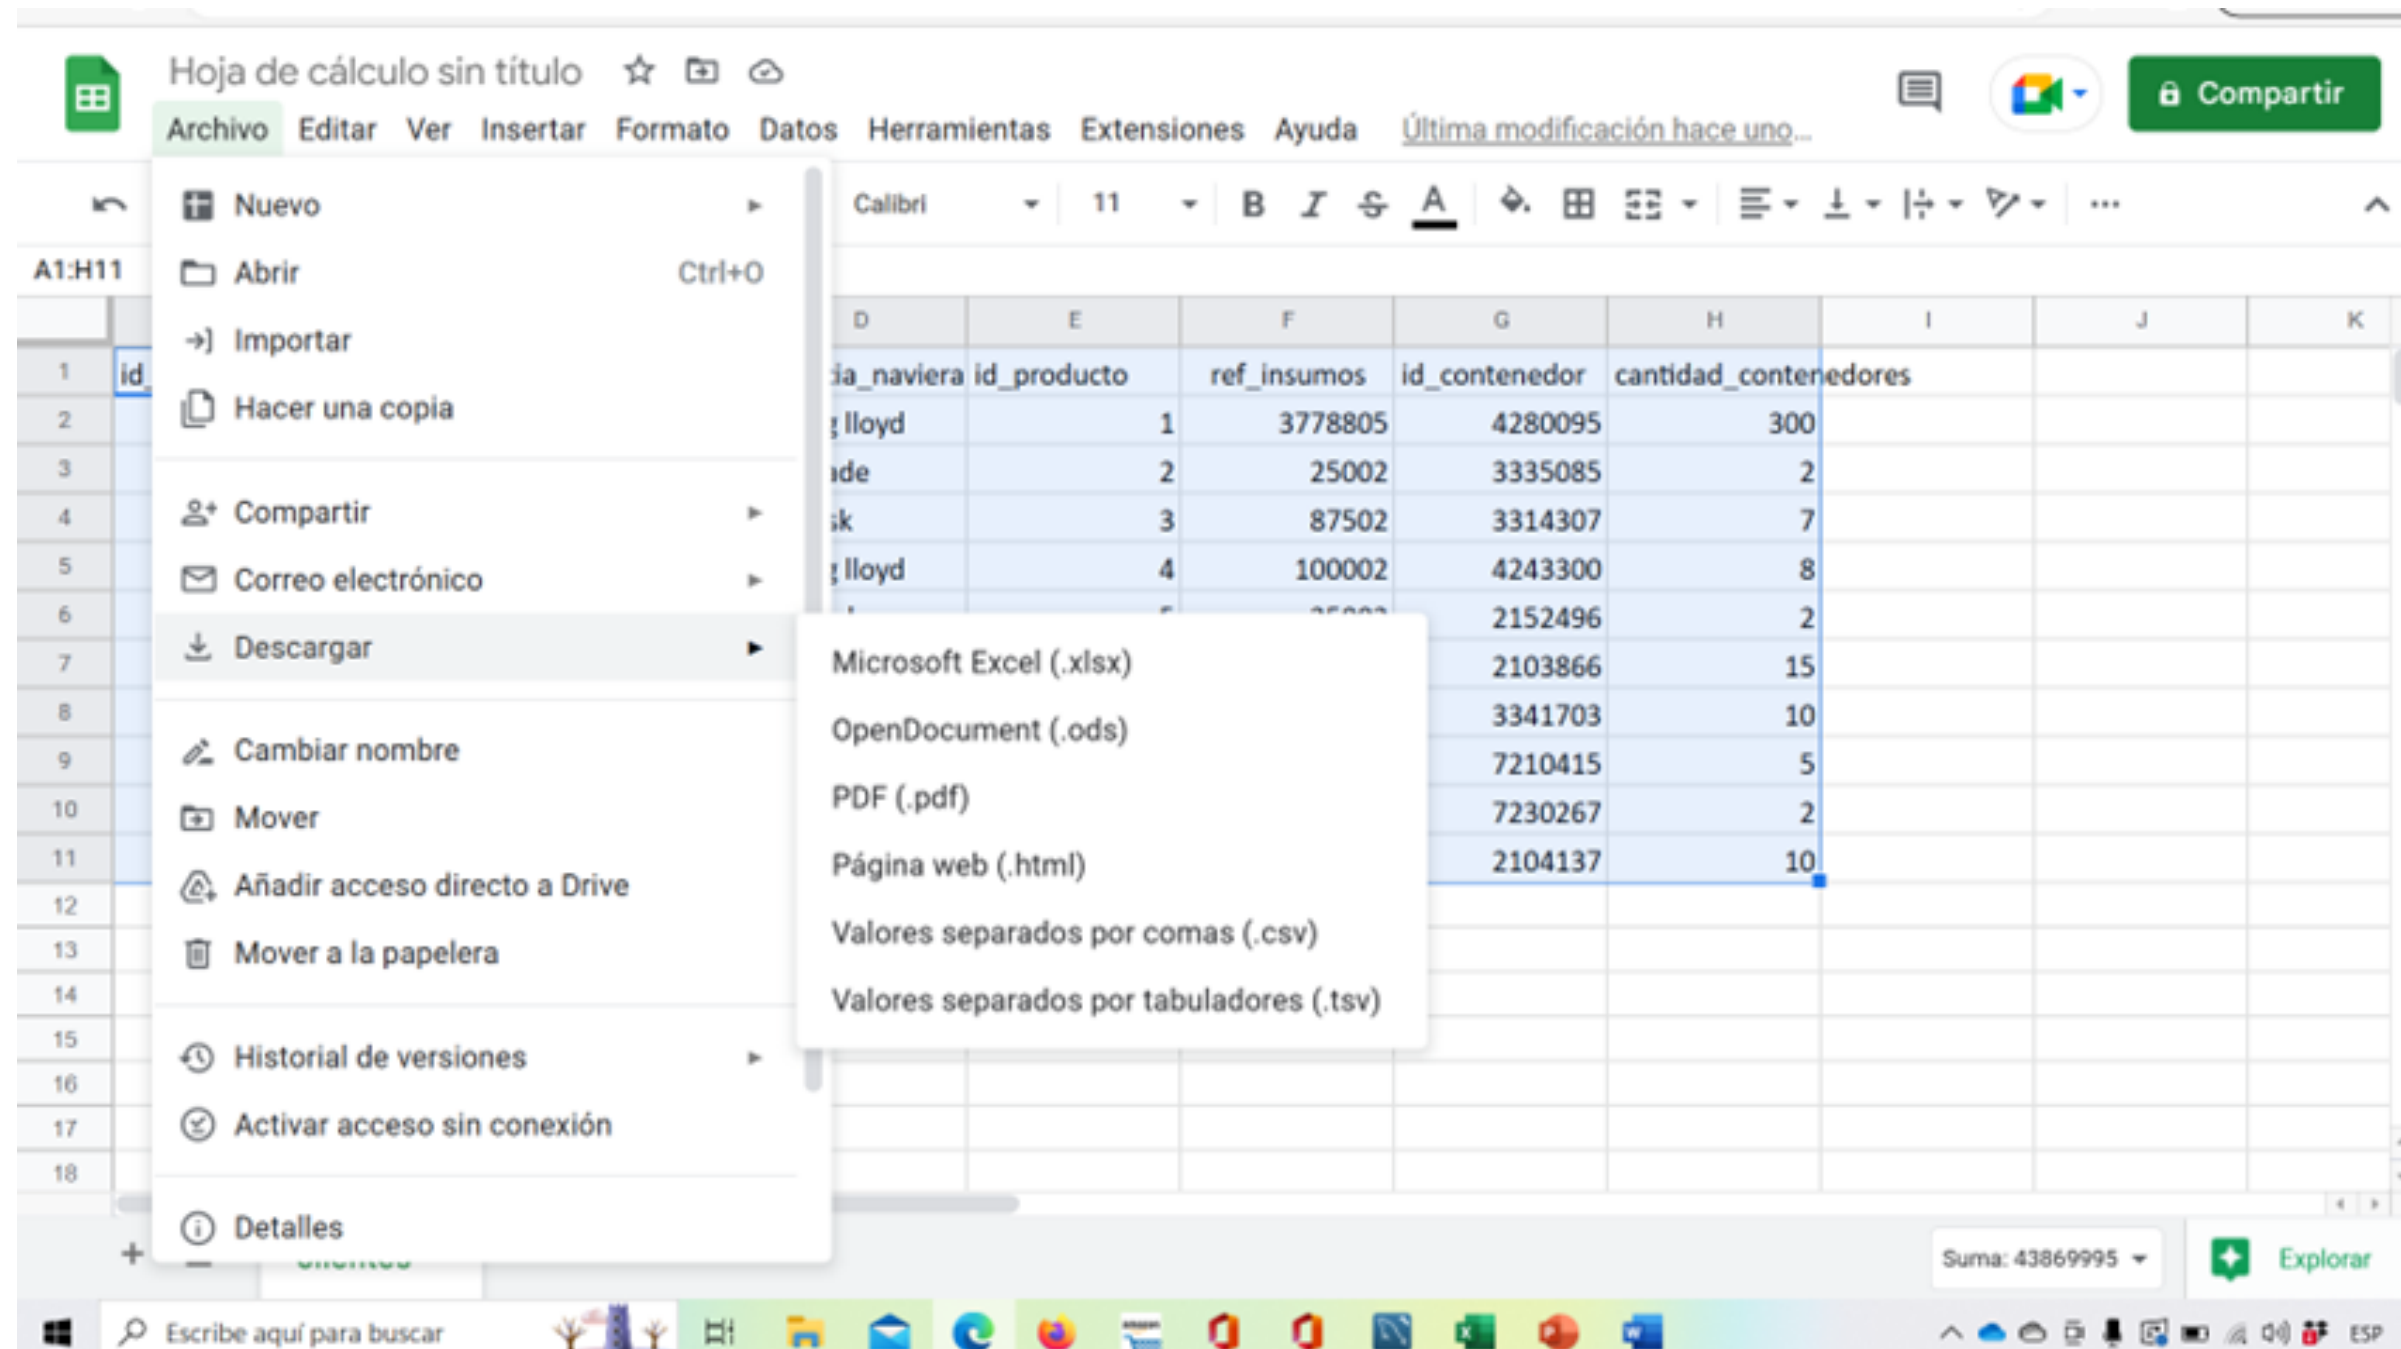 Hoja de cálculo sin título
Archivo Editar Ver Insertar Formato Datos Herramientas Extensiones Ayuda Última modificación hace uno...
Compartir
Calibri 11 B I S A ...
A1:H11
Nuevo
Abrir Ctrl+O
Importar
Hacer una copia
Compartir
Correo electrónico
Descargar
Cambiar nombre
Mover
Añadir acceso directo a Drive
Mover a la papelera
Historial de versiones
Activar acceso sin conexión
Detalles
Microsoft Excel (.xlsx)
OpenDocument (.ods)
PDF (.pdf)
Página web (.html)
Valores separados por comas (.csv)
Valores separados por tabuladores (.tsv)
D E F G H I J K
1 id_ cia_naviera id_producto ref_insumos id_contenedor cantidad_contenedores
2 lloyd 1 3778805 4280095 300
3 ade 2 25002 3335085 2
4 sk 3 87502 3314307 7
5 lloyd 4 100002 4243300 8
6 2152496 2
7 2103866 15
8 3341703 10
9 7210415 5
10 7230267 2
11 2104137 10
12
13
14
15
16
17
18
Suma: 43869995
Explorar
Escribe aquí para buscar
ESP